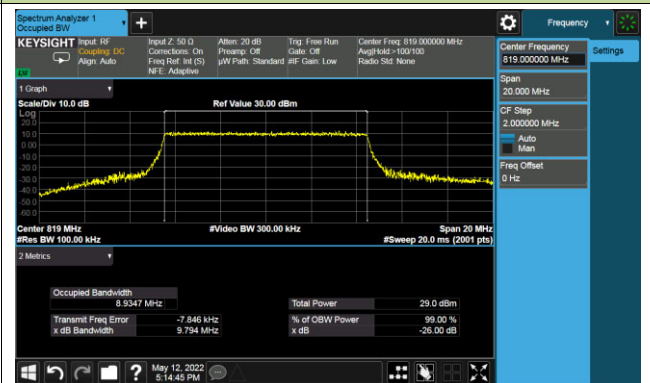 Spectrum Analyzer 1
Occupied BW
Frequency
KEYSIGHT
Input: RF
Coupling: DC
Align: Auto
Input Z: 50 Ω
Corrections: On
Freq Ref: Int (S)
NFE: Adaptive
Atten: 20 dB
Preamp: Off
µW Path: Standard
Trig: Free Run
Gate: Off
#IF Gain: Low
Center Freq: 819.000000 MHz
Avg|Hold:>100/100
Radio Std: None
Center Frequency
819.000000 MHz
Settings
Span
20.000 MHz
CF Step
2.000000 MHz
Auto
Man
Freq Offset
0 Hz
1 Graph
Scale/Div 10.0 dB
Ref Value 30.00 dBm
Log
20.0
10.0
0.00
-10.0
-20.0
-30.0
-40.0
-50.0
-60.0
Center 819 MHz
#Video BW 300.00 kHz
Span 20 MHz
#Res BW 100.00 kHz
#Sweep 20.0 ms (2001 pts)
2 Metrics
Occupied Bandwidth
8.9347 MHz
Total Power
29.0 dBm
Transmit Freq Error
-7.846 kHz
% of OBW Power
99.00 %
x dB Bandwidth
9.794 MHz
x dB
-26.00 dB
May 12, 2022
5:14:45 PM